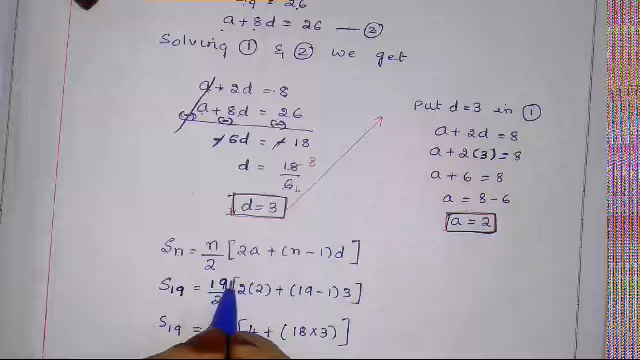 = 26
a + 8d = 26 — ②
Solving ① & ② we get
a + 2d = 8
a + 8d = 26
(-) (-) (-)
-6d = -18
d = 18/6 3
d = 3
Put d = 3 in ①
a + 2d = 8
a + 2(3) = 8
a + 6 = 8
a = 8 - 6
a = 2
Sn = n/2 [2a + (n - 1)d]
S19 = 19/2 [2(2) + (19 - 1)3]
S19 = [4 + (18×3)]